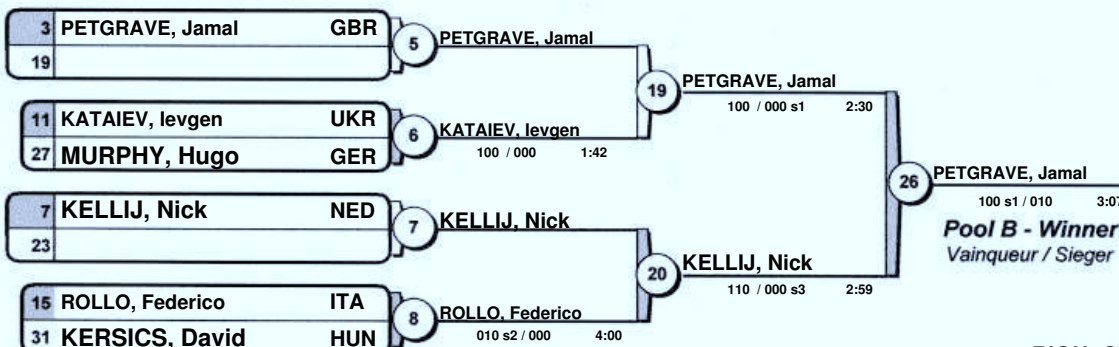 3 PETGRAVE, Jamal GBR
19
5
PETGRAVE, Jamal
11 KATAIEV, Ievgen UKR
27 MURPHY, Hugo GER
6
KATAIEV, Ievgen
100 / 000 1:42
19
PETGRAVE, Jamal
100 / 000 s1 2:30
7 KELLIJ, Nick NED
23
7
KELLIJ, Nick
15 ROLLO, Federico ITA
31 KERSICS, David HUN
8
ROLLO, Federico
010 s2 / 000 4:00
20
KELLIJ, Nick
110 / 000 s3 2:59
26
PETGRAVE, Jamal
100 s1 / 010 3:07
Pool B - Winner
Vainqueur / Sieger